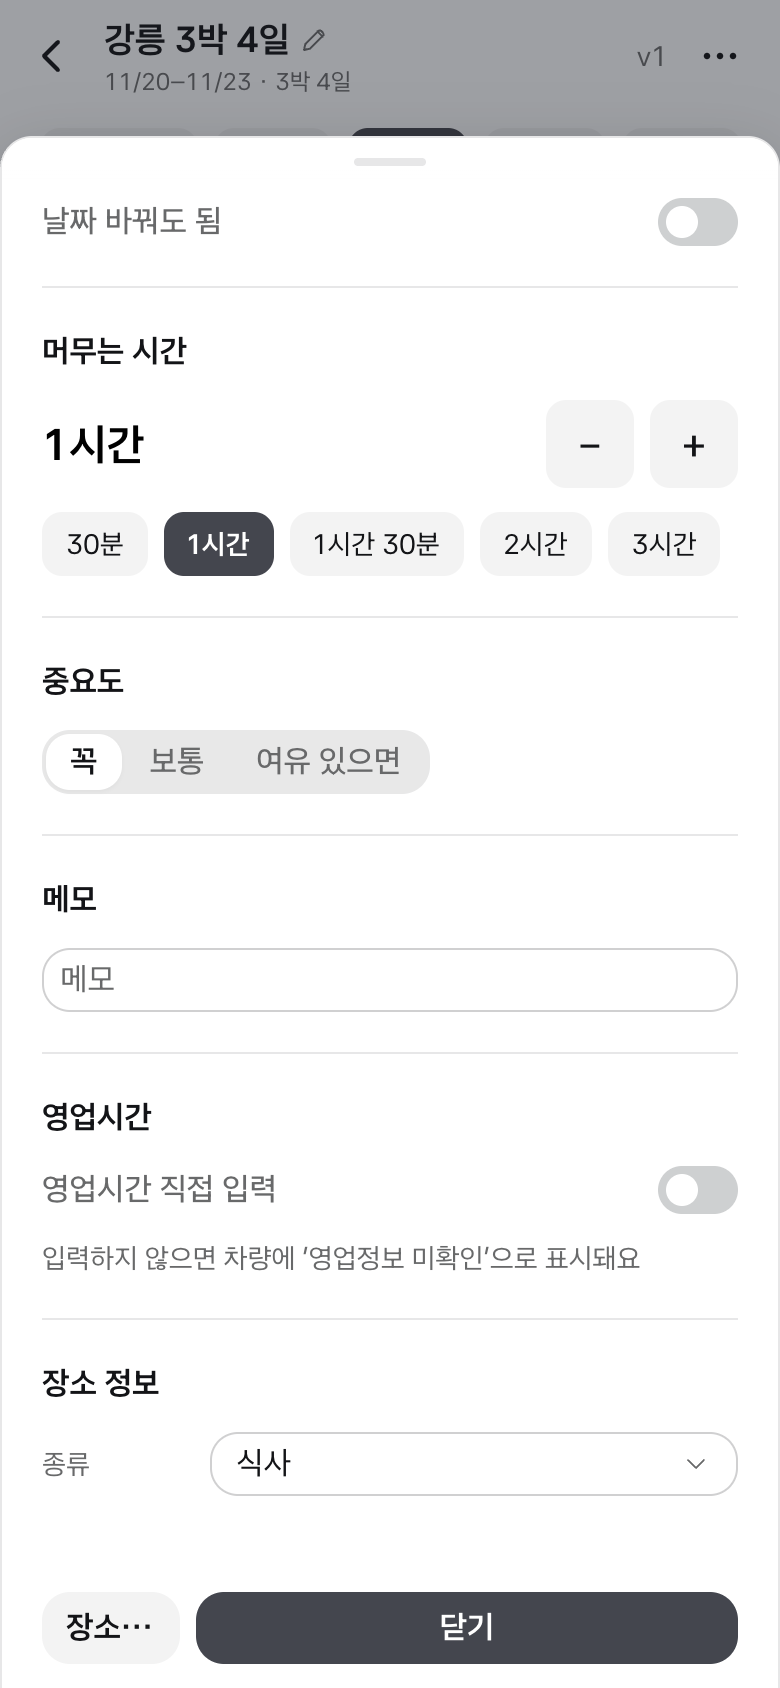 강릉 3박 4일
v1
11/20–11/23 · 3박 4일
날짜 바꿔도 됨
머무는 시간
1시간
30분 1시간 1시간 30분 2시간 3시간
중요도
꼭 보통 여유 있으면
메모
메모
영업시간
영업시간 직접 입력
입력하지 않으면 차량에 '영업정보 미확인'으로 표시돼요
장소 정보
종류 식사
장소… 닫기